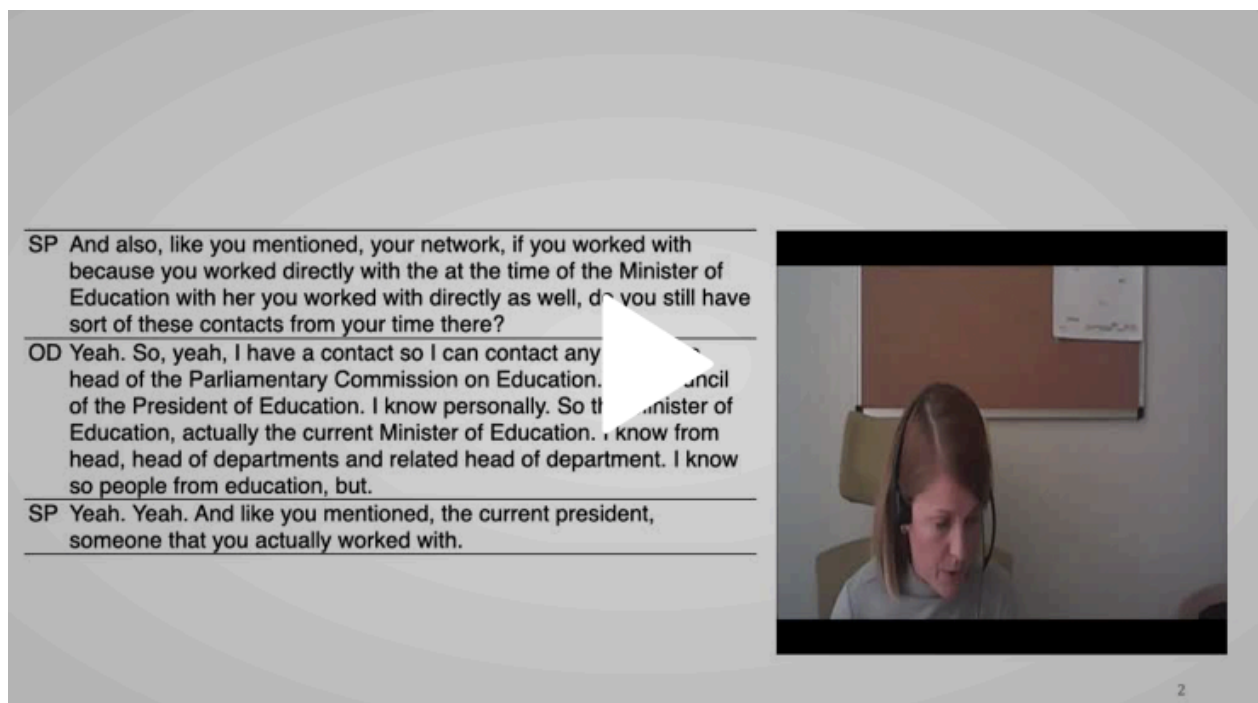 SP And also, like you mentioned, your network, if you worked with
because you worked directly with the at the time of the Minister of
Education with her you worked with directly as well, do you still have
sort of these contacts from your time there?
OD Yeah. So, yeah, I have a contact so I can contact any
head of the Parliamentary Commission on Education.
of the President of Education. I know personally. So
Education, actually the current Minister of Education. I know from
head, head of departments and related head of department. I know
so people from education, but.
SP Yeah. Yeah. And like you mentioned, the current president,
someone that you actually worked with.
2